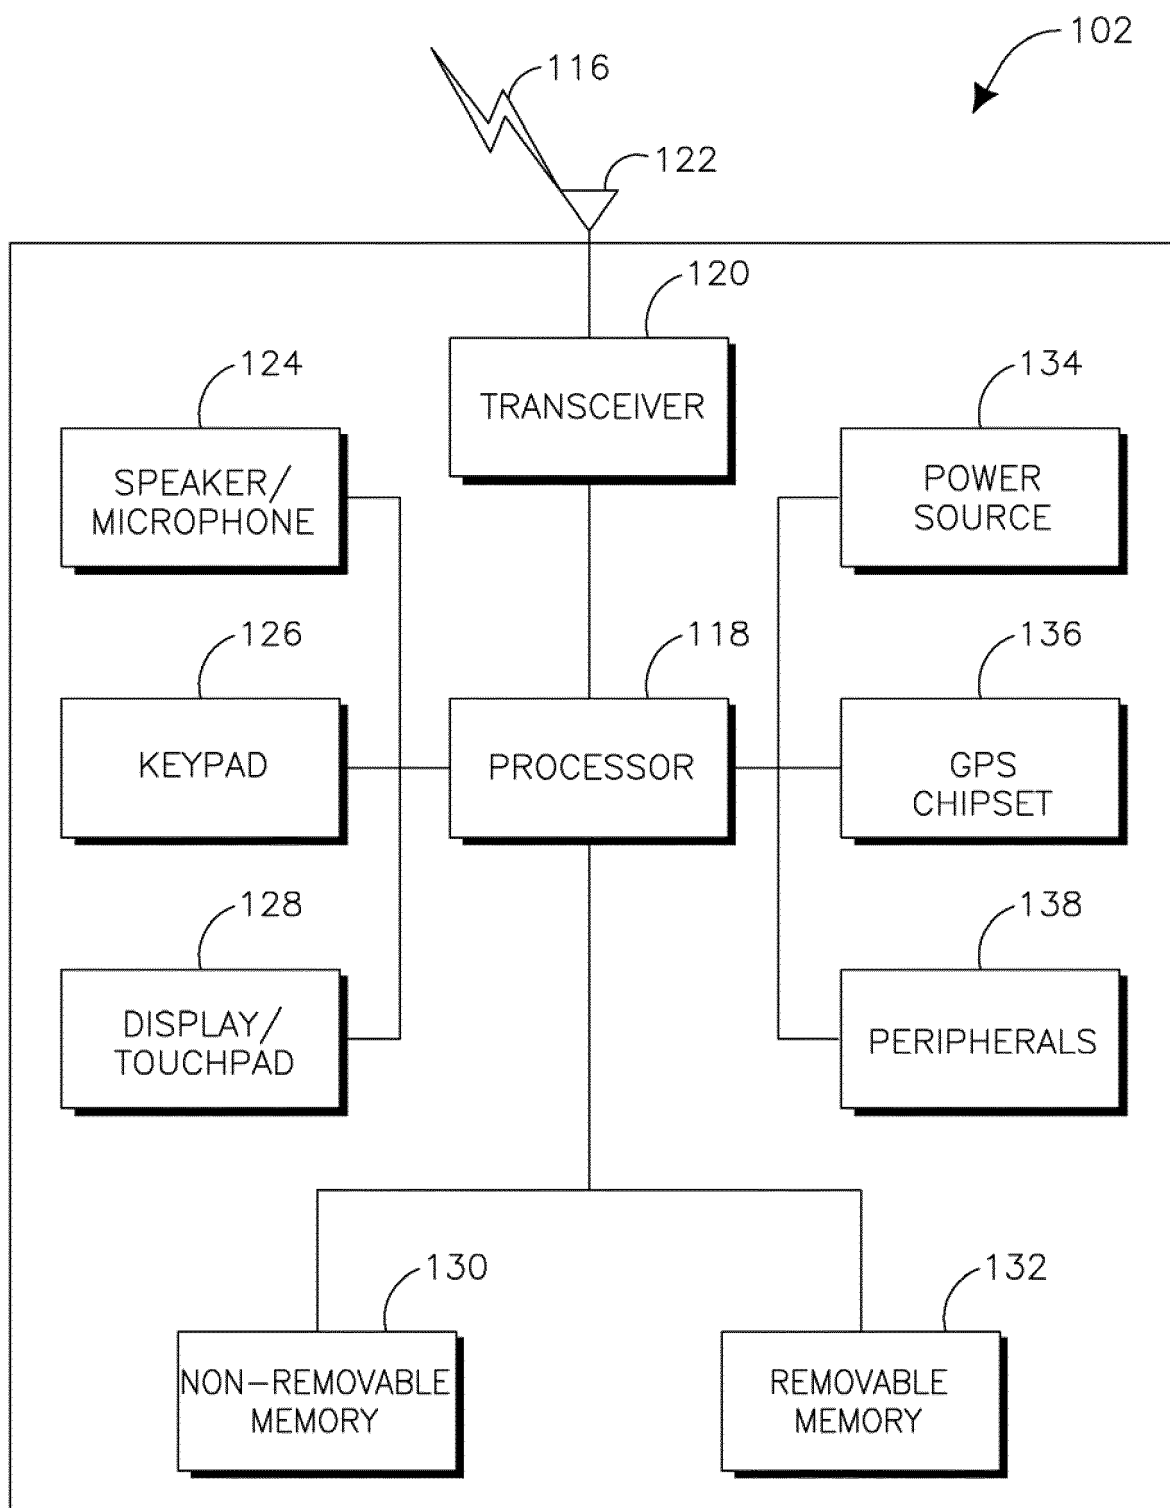 102
116
122
120
TRANSCEIVER
124
SPEAKER/
MICROPHONE
134
POWER
SOURCE
126
KEYPAD
118
PROCESSOR
136
GPS
CHIPSET
128
DISPLAY/
TOUCHPAD
138
PERIPHERALS
130
NON-REMOVABLE
MEMORY
132
REMOVABLE
MEMORY